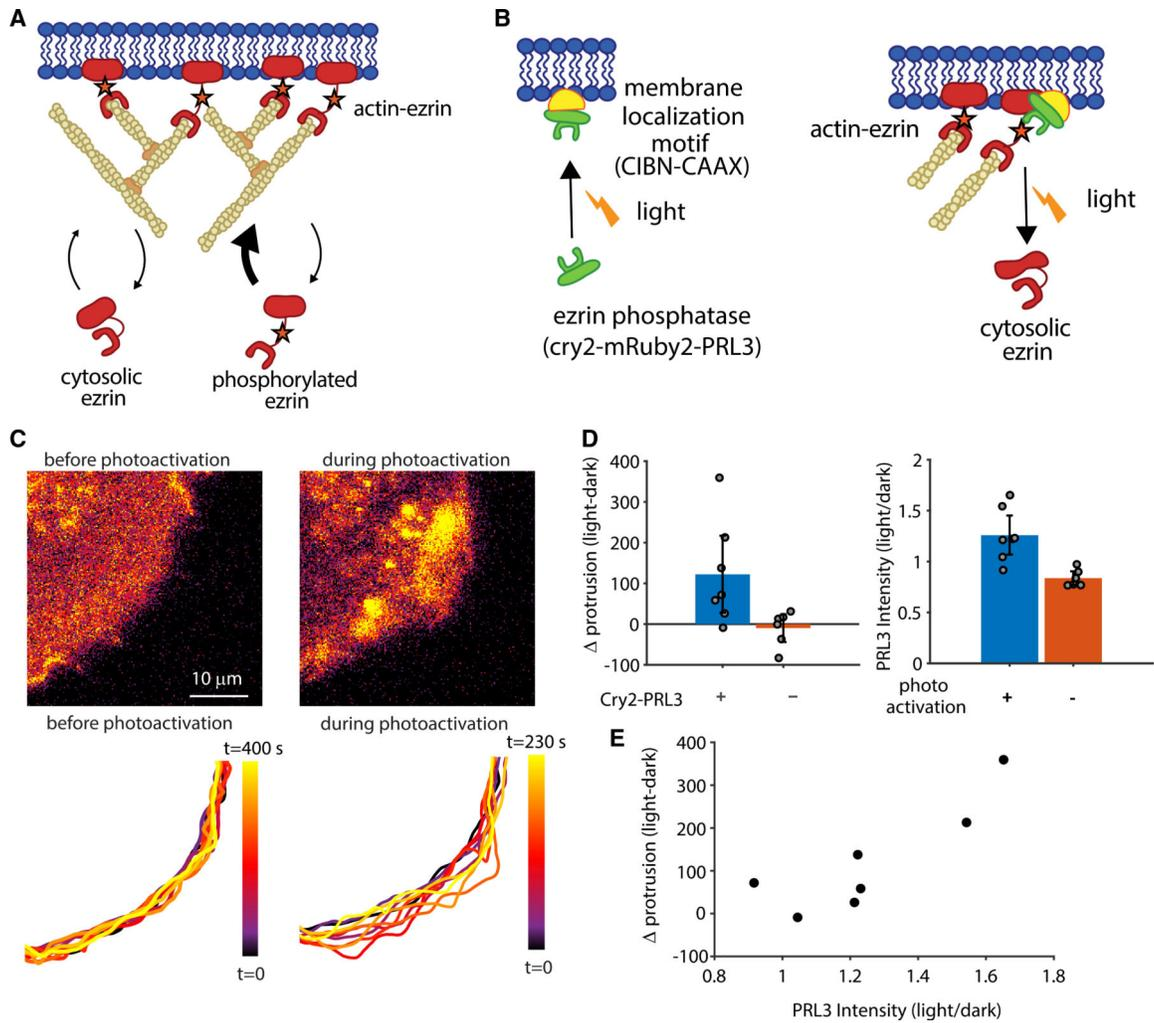 A
actin-ezrin
cytosolic
ezrin
phosphorylated
ezrin
B
membrane
localization
motif
(CIBN-CAAX)
light
ezrin phosphatase
(cry2-mRuby2-PRL3)
actin-ezrin
light
cytosolic
ezrin
C
before photoactivation
during photoactivation
10 μm
before photoactivation
during photoactivation
t=400 s
t=0
t=230 s
t=0
D
Δ protrusion (light-dark)
400
300
200
100
0
-100
Cry2-PRL3
+
−
PRL3 Intensity (light/dark)
2
1.5
1
0.5
0
photo
activation
+
-
E
Δ protrusion (light-dark)
400
300
200
100
0
-100
0.8 1 1.2 1.4 1.6 1.8
PRL3 Intensity (light/dark)